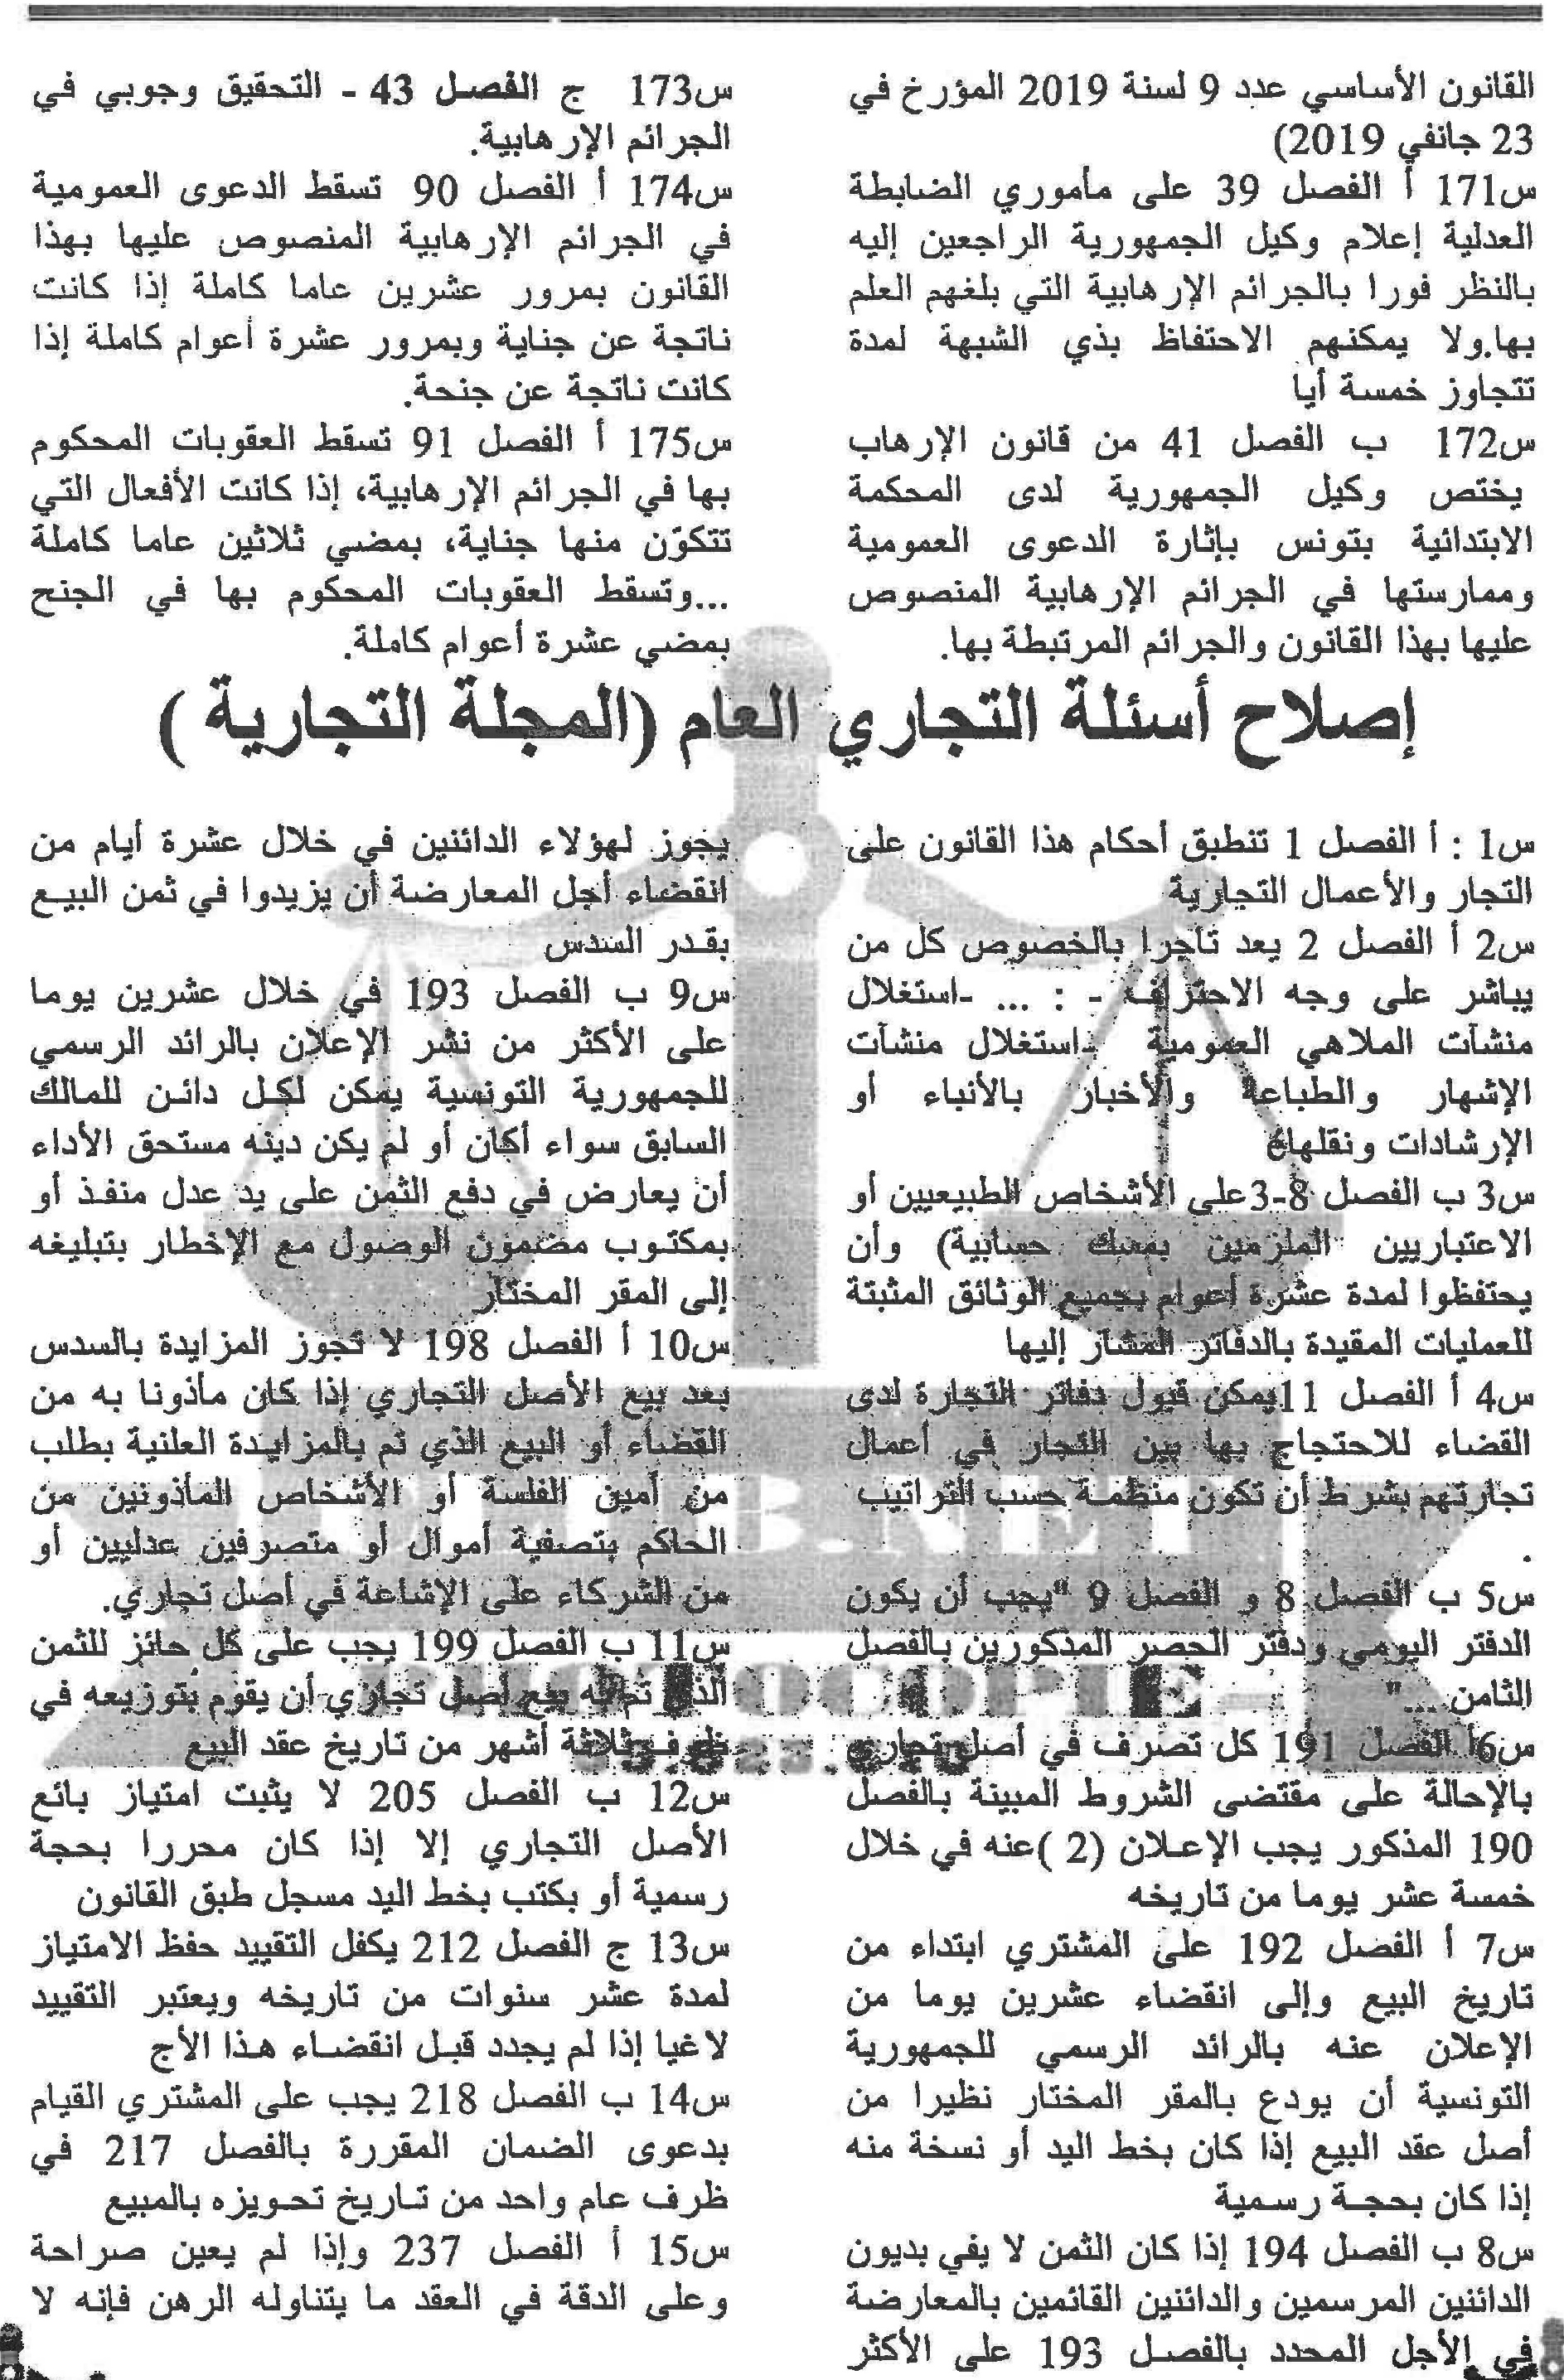 القانون الأساسي عدد 9 لسنة 2019 المؤرخ في
23 جانفي 2019)
س171 أ الفصل 39 على مأموري الضابطة
العدلية إعلام وكيل الجمهورية الراجعين إليه
بالنظر فورا بالجرائم الإرهابية التي بلغهم العلم
بها.ولا يمكنهم الاحتفاظ بذي الشبهة لمدة
تتجاوز خمسة أيا
س172 ب الفصل 41 من قانون الإرهاب
يختص وكيل الجمهورية لدى المحكمة
الابتدائية بتونس بإثارة الدعوى العمومية
وممارستها في الجرائم الإرهابية المنصوص
عليها بهذا القانون والجرائم المرتبطة بها.
س173 ج الفصل 43 - التحقيق وجوبي في
الجرائم الإرهابية.
س174 أ الفصل 90 تسقط الدعوى العمومية
في الجرائم الإرهابية المنصوص عليها بهذا
القانون بمرور عشرين عاما كاملة إذا كانت
ناتجة عن جناية وبمرور عشرة أعوام كاملة إذا
كانت ناتجة عن جنحة.
س175 أ الفصل 91 تسقط العقوبات المحكوم
بها في الجرائم الإرهابية، إذا كانت الأفعال التي
تتكوّن منها جناية، بمضي ثلاثين عاما كاملة
...وتسقط العقوبات المحكوم بها في الجنح
بمضي عشرة أعوام كاملة.
إصلاح أسئلة التجاري العام (المجلة التجارية )
س1 : أ الفصل 1 تنطبق أحكام هذا القانون على
التجار والأعمال التجارية
س2 أ الفصل 2 يعد تاجرا بالخصوص كل من
يباشر على وجه الاحتراف - : ... -استغلال
منشآت الملاهي العمومية -استغلال منشآت
الإشهار والطباعة والأخبار بالأنباء أو
الإرشادات ونقلها
س3 ب الفصل 8-3على الأشخاص الطبيعيين أو
الاعتباريين الملزمين بمسك حسابية) وأن
يحتفظوا لمدة عشرة أعوام بجميع الوثائق المثبتة
للعمليات المقيدة بالدفاتر المشار إليها
س4 أ الفصل 11يمكن قبول دفاتر التجارة لدى
القضاء للاحتجاج بها بين التجار في أعمال
تجارتهم بشرط أن تكون منظمة حسب التراتيب
.
س5 ب الفصل 8 و الفصل 9 "يجب أن يكون
الدفتر اليومي ودفتر الحصر المذكورين بالفصل
الثامن ..."
س6أ الفصل 191 كل تصرف في أصل تجاري
بالإحالة على مقتضى الشروط المبينة بالفصل
190 المذكور يجب الإعلان (2 )عنه في خلال
خمسة عشر يوما من تاريخه
س7 أ الفصل 192 على المشتري ابتداء من
تاريخ البيع وإلى انقضاء عشرين يوما من
الإعلان عنه بالرائد الرسمي للجمهورية
التونسية أن يودع بالمقر المختار نظيرا من
أصل عقد البيع إذا كان بخط اليد أو نسخة منه
إذا كان بحجة رسمية
س8 ب الفصل 194 إذا كان الثمن لا يفي بديون
الدائنين المرسمين والدائنين القائمين بالمعارضة
في الأجل المحدد بالفصل 193 على الأكثر
يجوز لهؤلاء الدائنين في خلال عشرة أيام من
انقضاء أجل المعارضة أن يزيدوا في ثمن البيع
بقدر السدس
س9 ب الفصل 193 في خلال عشرين يوما
على الأكثر من نشر الإعلان بالرائد الرسمي
للجمهورية التونسية يمكن لكل دائن للمالك
السابق سواء أكان أو لم يكن دينه مستحق الأداء
أن يعارض في دفع الثمن على يد عدل منفذ أو
بمكتوب مضمون الوصول مع الإخطار بتبليغه
إلى المقر المختار
س10 أ الفصل 198 لا تجوز المزايدة بالسدس
بعد بيع الأصل التجاري إذا كان مأذونا به من
القضاء أو البيع الذي تم بالمزايدة العلنية بطلب
من أمين الفلسة أو الأشخاص المأذونين من
الحاكم بتصفية أموال أو متصرفين عدليين أو
من الشركاء على الإشاعة في أصل تجاري.
س11 ب الفصل 199 يجب على كل حائز للثمن
الذي تم به بيع أصل تجاري أن يقوم بتوزيعه في
ظرف ثلاثة أشهر من تاريخ عقد البيع
س12 ب الفصل 205 لا يثبت امتياز بائع
الأصل التجاري إلا إذا كان محررا بحجة
رسمية أو بكتب بخط اليد مسجل طبق القانون
س13 ج الفصل 212 يكفل التقييد حفظ الامتياز
لمدة عشر سنوات من تاريخه ويعتبر التقييد
لاغيا إذا لم يجدد قبل انقضاء هذا الأج
س14 ب الفصل 218 يجب على المشتري القيام
بدعوى الضمان المقررة بالفصل 217 في
ظرف عام واحد من تاريخ تحويزه بالمبيع
س15 أ الفصل 237 وإذا لم يعين صراحة
وعلى الدقة في العقد ما يتناوله الرهن فإنه لا
PHOTOCOPIE